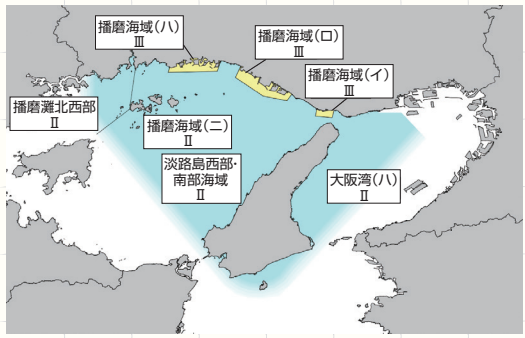 播磨海域(ハ)
Ⅲ
播磨海域(ロ)
Ⅲ
播磨海域(イ)
Ⅲ
播磨灘北西部
Ⅱ
播磨海域(ニ)
Ⅱ
淡路島西部・
南部海域
Ⅱ
大阪湾(ハ)
Ⅱ